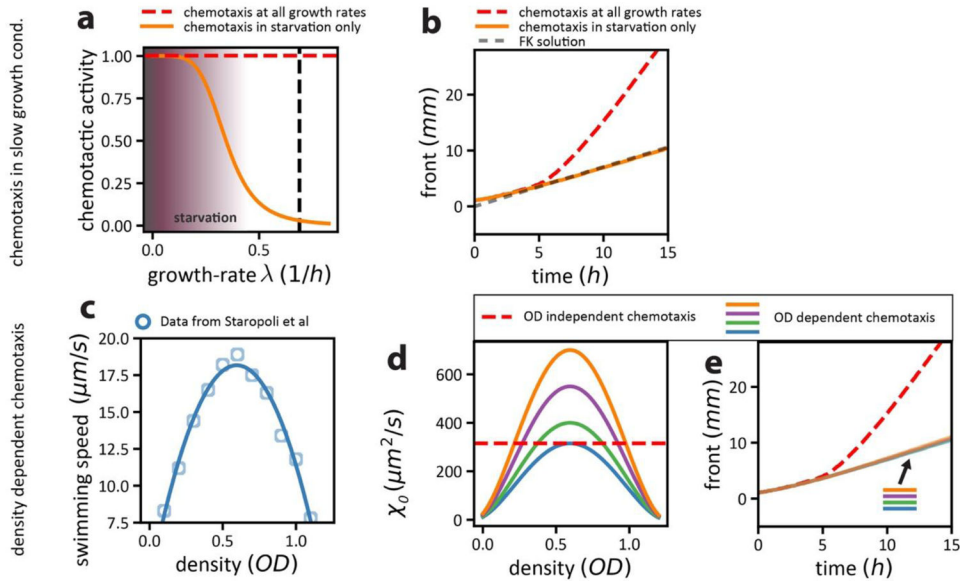 chemotaxis in slow growth cond.
a
chemotaxis at all growth rates
chemotaxis in starvation only
chemotactic activity
1.00
0.75
0.50
0.25
0.00
starvation
0.0
0.5
growth-rate λ (1/h)
b
chemotaxis at all growth rates
chemotaxis in starvation only
FK solution
front (mm)
20
10
0
0
5
10
15
time (h)
density dependent chemotaxis
c
Data from Staropoli et al
swimming speed (μm/s)
20.0
17.5
15.0
12.5
10.0
7.5
0.0
0.5
1.0
density (OD)
OD independent chemotaxis
OD dependent chemotaxis
d
χ₀ (μm²/s)
600
400
200
0
0.0
0.5
1.0
density (OD)
e
front (mm)
20
10
0
0
5
10
15
time (h)